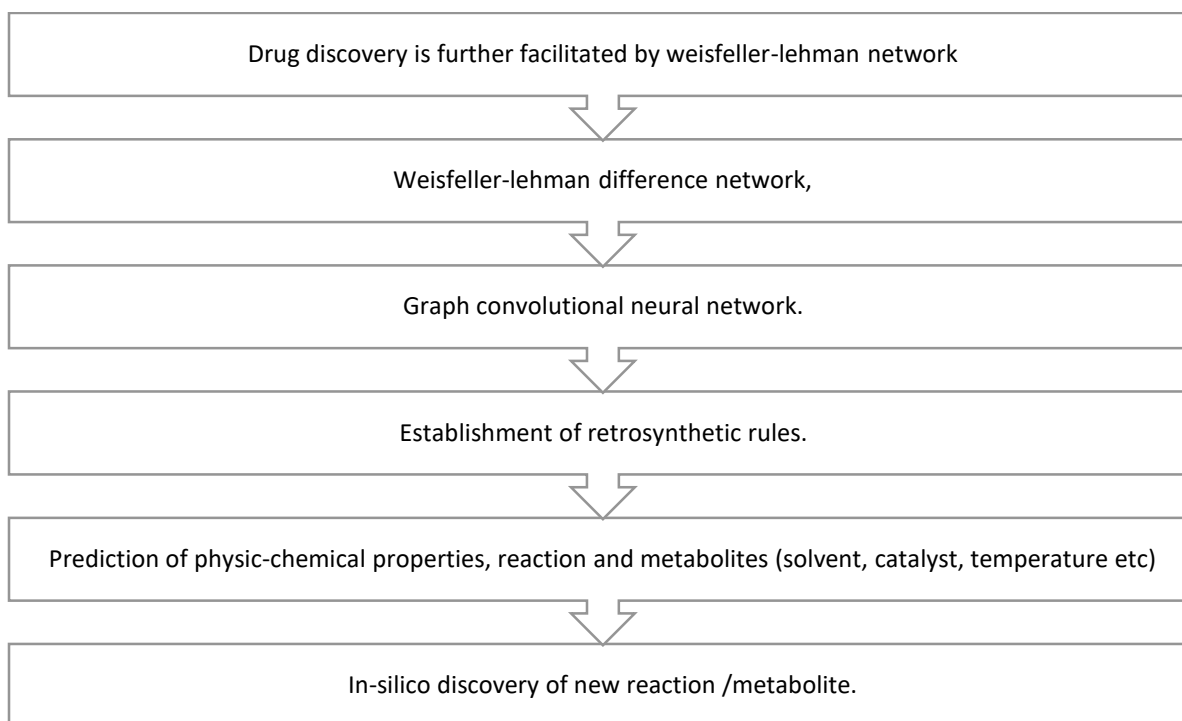 Drug discovery is further facilitated by weisfeller-lehman network
Weisfeller-lehman difference network,
Graph convolutional neural network.
Establishment of retrosynthetic rules.
Prediction of physic-chemical properties, reaction and metabolites (solvent, catalyst, temperature etc)
In-silico discovery of new reaction /metabolite.